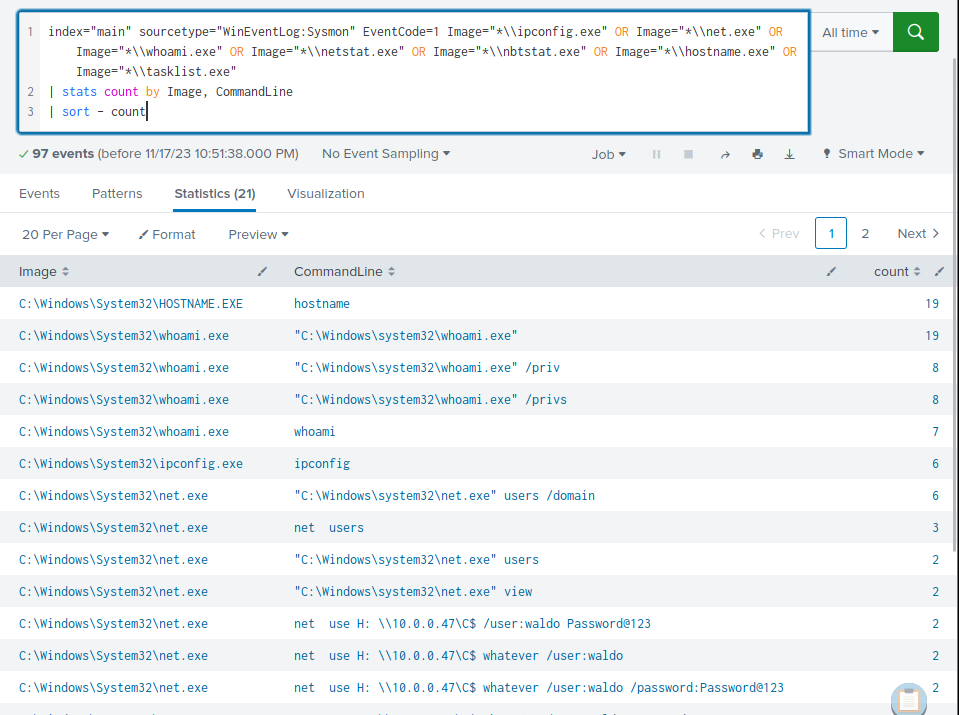 1 index="main" sourcetype="WinEventLog:Sysmon" EventCode=1 Image="*\\ipconfig.exe" OR Image="*\\net.exe" OR
Image="*\\whoami.exe" OR Image="*\\netstat.exe" OR Image="*\\nbtstat.exe" OR Image="*\\hostname.exe" OR
Image="*\\tasklist.exe"
2 | stats count by Image, CommandLine
3 | sort - count
All time
97 events (before 11/17/23 10:51:38.000 PM) No Event Sampling Job Smart Mode
Events Patterns Statistics (21) Visualization
20 Per Page Format Preview < Prev 1 2 Next >
Image CommandLine count
C:\Windows\System32\HOSTNAME.EXE hostname 19
C:\Windows\System32\whoami.exe "C:\Windows\system32\whoami.exe" 19
C:\Windows\System32\whoami.exe "C:\Windows\system32\whoami.exe" /priv 8
C:\Windows\System32\whoami.exe "C:\Windows\system32\whoami.exe" /privs 8
C:\Windows\System32\whoami.exe whoami 7
C:\Windows\System32\ipconfig.exe ipconfig 6
C:\Windows\System32\net.exe "C:\Windows\system32\net.exe" users /domain 6
C:\Windows\System32\net.exe net  users 3
C:\Windows\System32\net.exe "C:\Windows\system32\net.exe" users 2
C:\Windows\System32\net.exe "C:\Windows\system32\net.exe" view 2
C:\Windows\System32\net.exe net  use H: \\10.0.0.47\C$ /user:waldo Password@123 2
C:\Windows\System32\net.exe net  use H: \\10.0.0.47\C$ whatever /user:waldo 2
C:\Windows\System32\net.exe net  use H: \\10.0.0.47\C$ whatever /user:waldo /password:Password@123 2